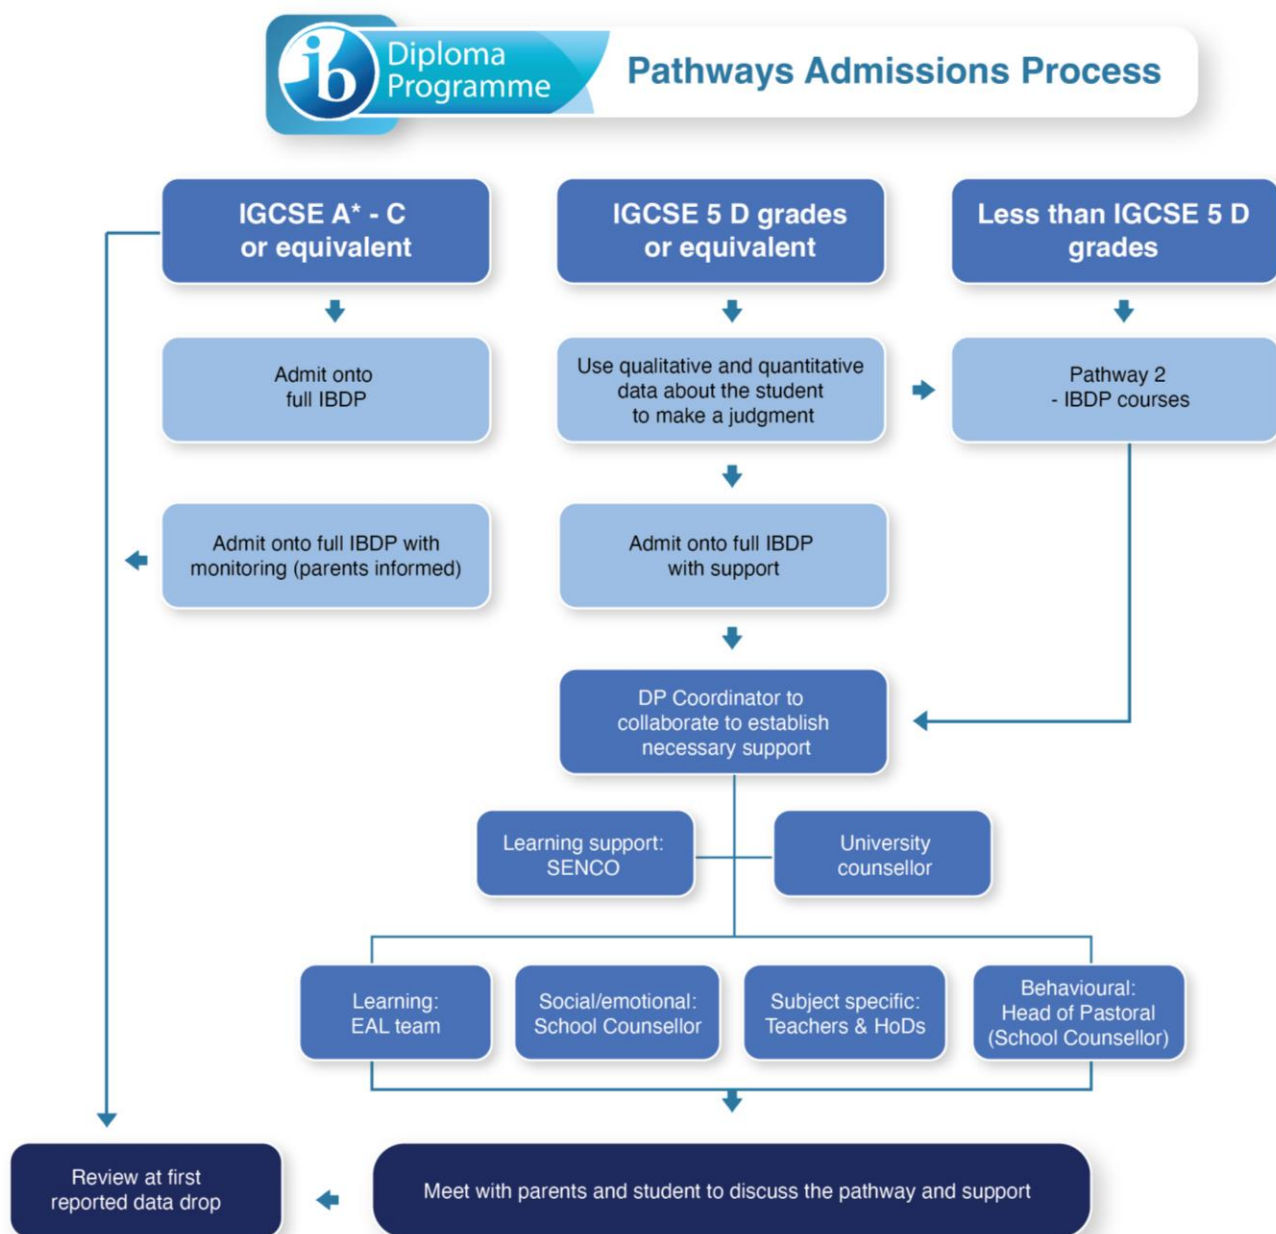 ib
Diploma
Programme
Pathways Admissions Process
IGCSE A* - C
or equivalent
IGCSE 5 D grades
or equivalent
Less than IGCSE 5 D
grades
Admit onto
full IBDP
Use qualitative and quantitative
data about the student
to make a judgment
Pathway 2
- IBDP courses
Admit onto full IBDP with
monitoring (parents informed)
Admit onto full IBDP
with support
DP Coordinator to
collaborate to establish
necessary support
Learning support:
SENCO
University
counsellor
Learning:
EAL team
Social/emotional:
School Counsellor
Subject specific:
Teachers & HoDs
Behavioural:
Head of Pastoral
(School Counsellor)
Review at first
reported data drop
Meet with parents and student to discuss the pathway and support